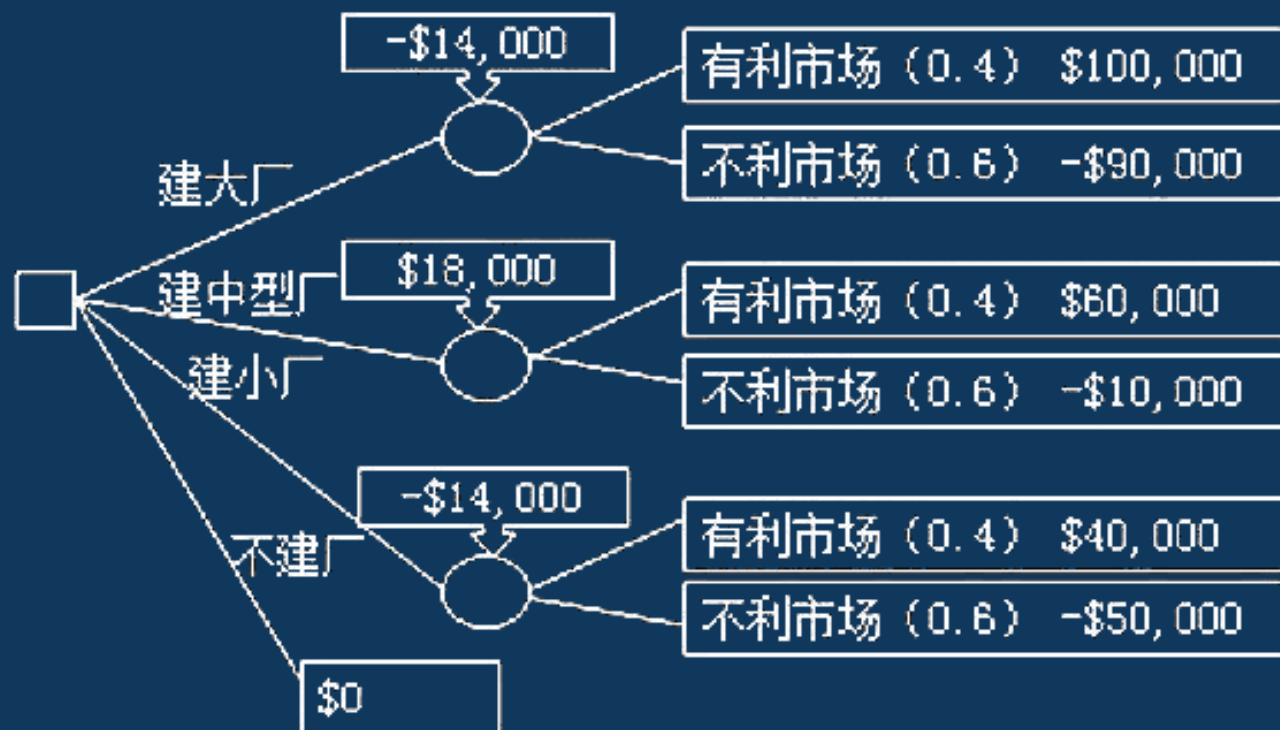 -$14,000
有利市场（0.4） $100,000
不利市场（0.6） -$90,000
建大厂
建中型厂
$18,000
有利市场（0.4） $60,000
不利市场（0.6） -$10,000
建小厂
-$14,000
有利市场（0.4） $40,000
不利市场（0.6） -$50,000
不建厂
$0